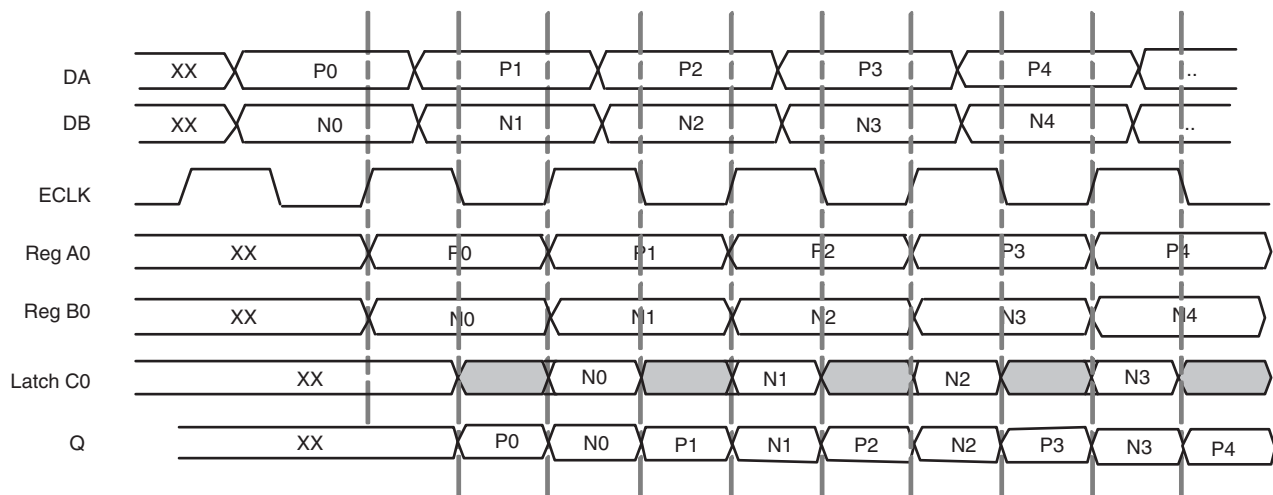 DA XX P0 P1 P2 P3 P4 ..
DB XX N0 N1 N2 N3 N4 ..
ECLK
Reg A0 XX P0 P1 P2 P3 P4
Reg B0 XX N0 N1 N2 N3 N4
Latch C0 XX N0 N1 N2 N3
Q XX P0 N0 P1 N1 P2 N2 P3 N3 P4